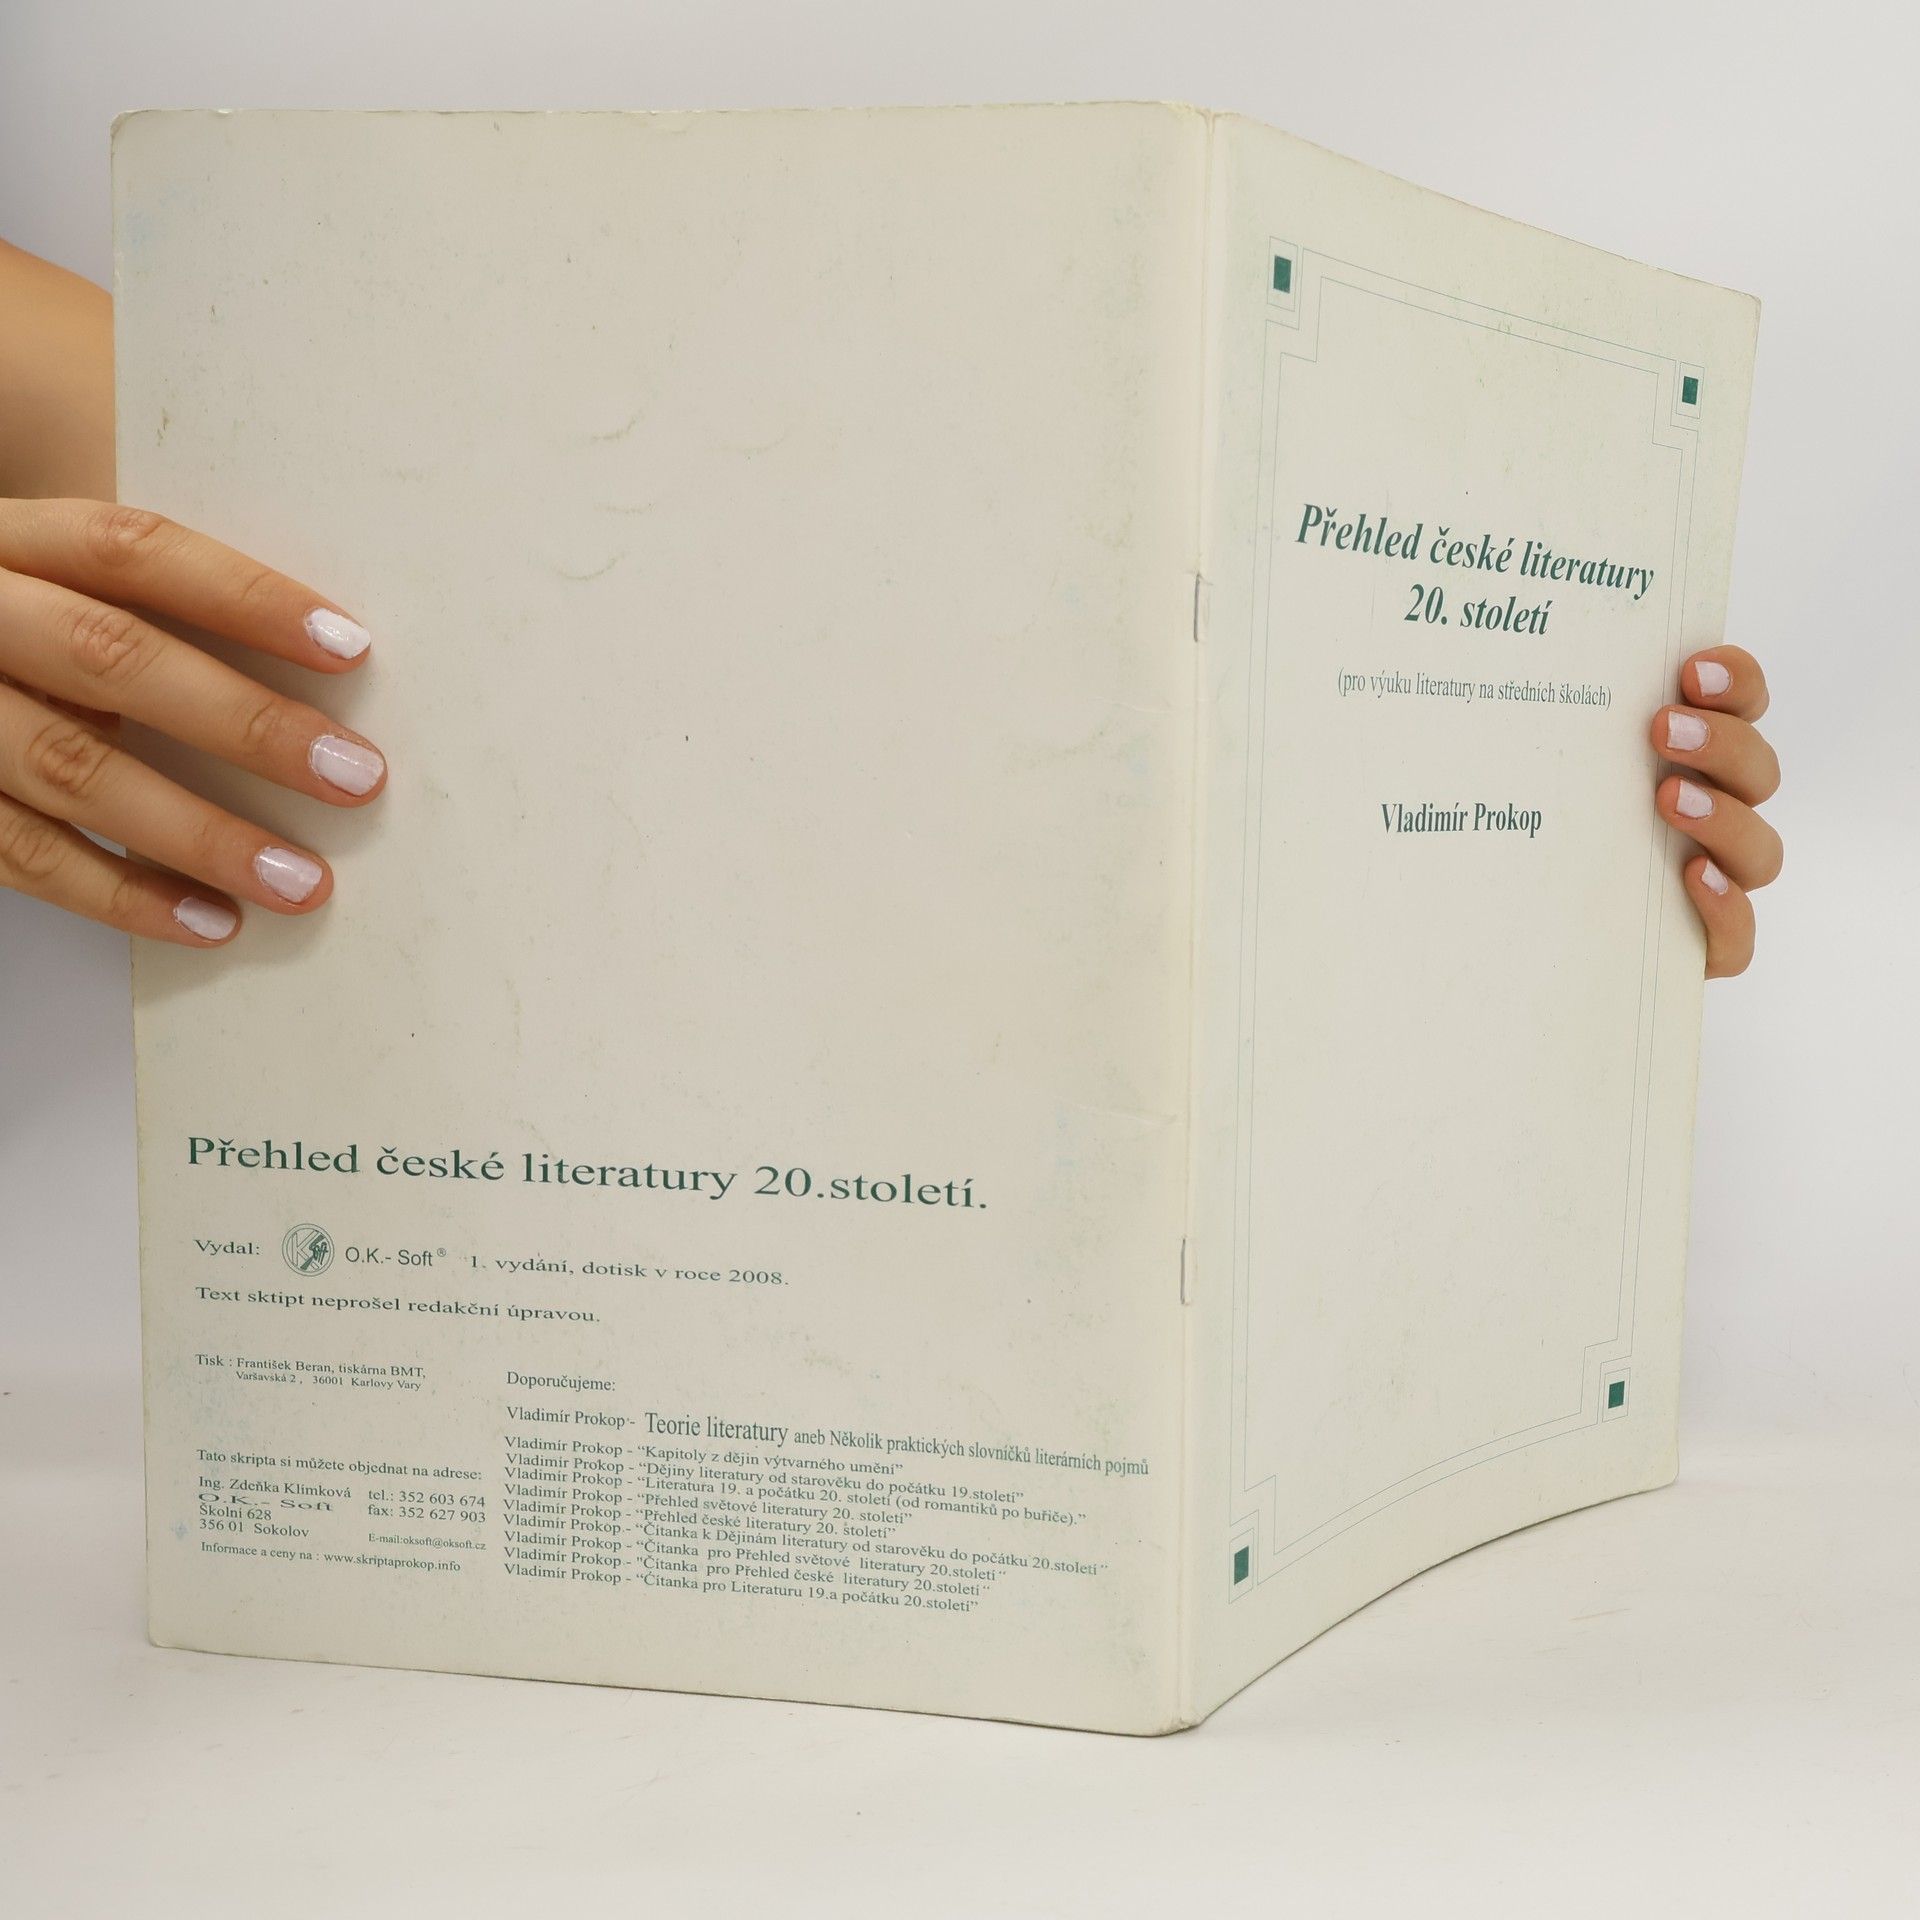 Přehled české literatury 20.století.
Vydal: O.K.- Soft ® 1. vydání, dotisk v roce 2008.
Text sktipt neprošel redakční úpravou.
Tisk : František Beran, tiskárna BMT,
Varšavská 2 , 36001 Karlovy Vary
Tato skripta si můžete objednat na adrese:
Ing. Zdeňka Klímková tel.: 352 603 674
O.K.- Soft fax: 352 627 903
Školní 628
356 01 Sokolov E-mail:oksoft@oksoft.cz
Informace a ceny na : www.skriptaprokop.info
Doporučujeme:
Vladimír Prokop - Teorie literatury aneb Několik praktických slovníčků literárních pojmů
Vladimír Prokop - “Kapitoly z dějin výtvarného umění”
Vladimír Prokop - “Dějiny literatury od starověku do počátku 19.století”
Vladimír Prokop - “Literatura 19. a počátku 20. století (od romantiků po buřiče).”
Vladimír Prokop - “Přehled světové literatury 20. století”
Vladimír Prokop - “Přehled české literatury 20. století”
Vladimír Prokop - “Čítanka k Dějinám literatury od starověku do počátku 20.století “
Vladimír Prokop - “Čítanka pro Přehled světové literatury 20.století “
Vladimír Prokop - "Čítanka pro Přehled české literatury 20.století “
Vladimír Prokop - “Čítanka pro Literaturu 19.a počátku 20.století”
Přehled české literatury
20. století
(pro výuku literatury na středních školách)
Vladimír Prokop